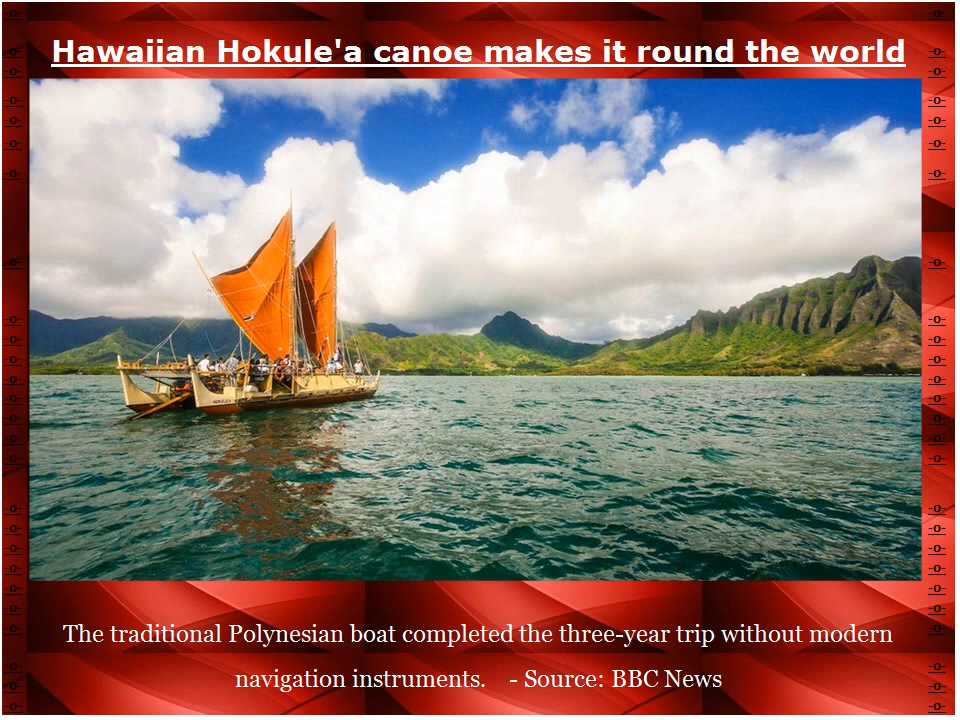 Hawaiian Hokule'a canoe makes it round the world
The traditional Polynesian boat completed the three-year trip without modern
navigation instruments. - Source: BBC News